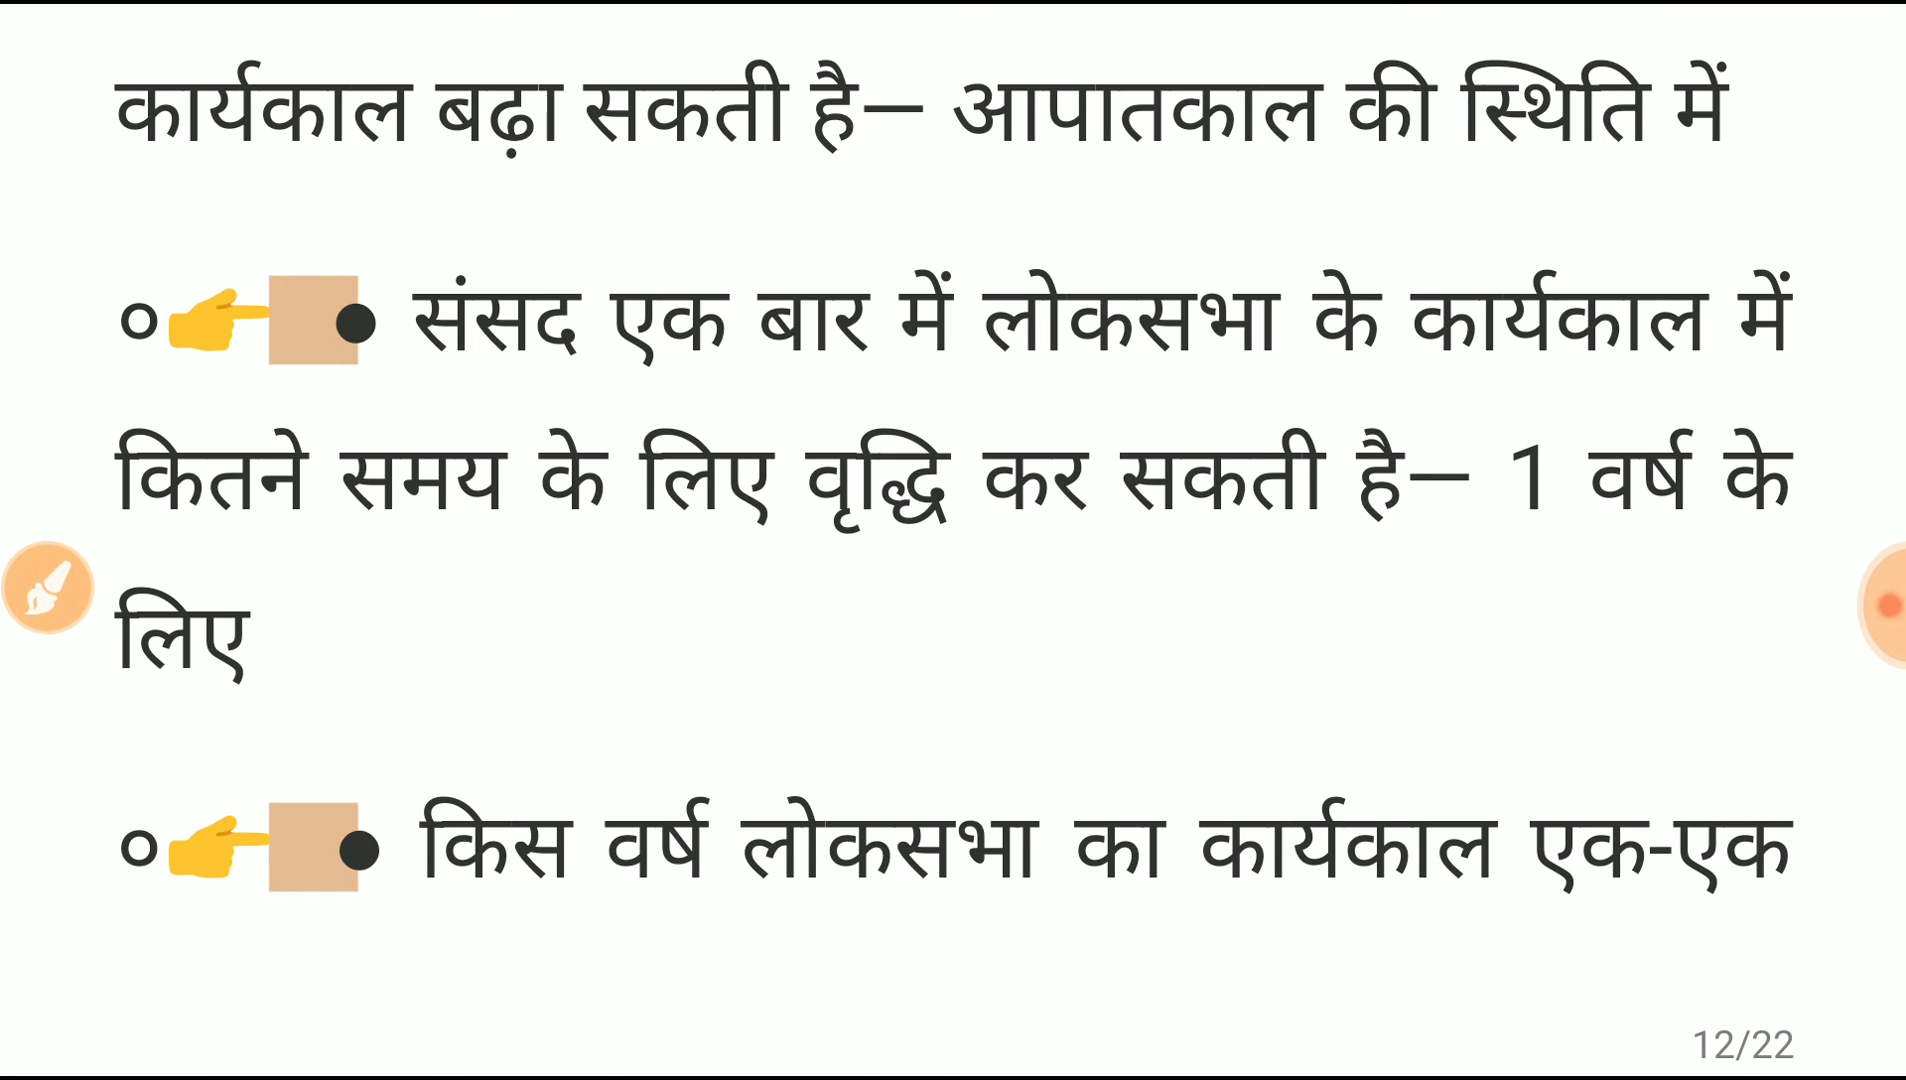 कार्यकाल बढ़ा सकती है— आपातकाल की स्थिति में
○👉🏽● संसद एक बार में लोकसभा के कार्यकाल में
कितने समय के लिए वृद्धि कर सकती है— 1 वर्ष के
लिए
○👉🏽● किस वर्ष लोकसभा का कार्यकाल एक-एक
12/22